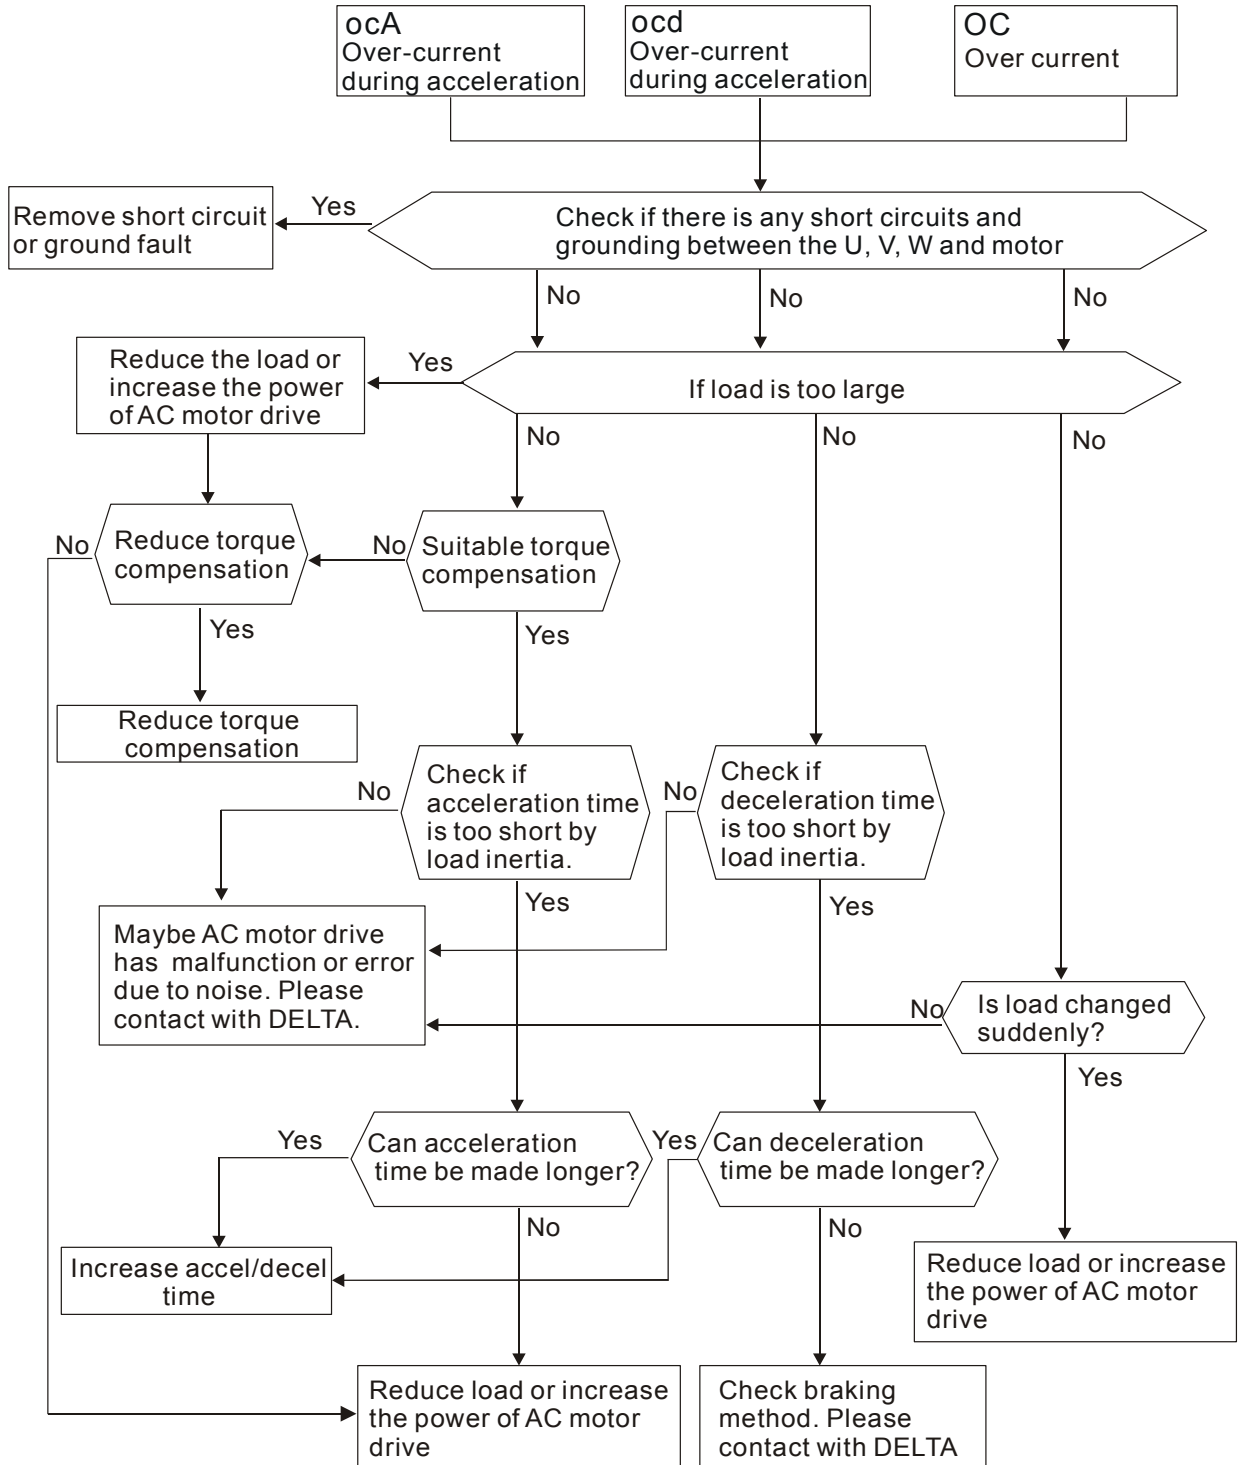 ocA
Over-current
during acceleration
ocd
Over-current
during acceleration
OC
Over current
Yes
Remove short circuit
or ground fault
Check if there is any short circuits and
grounding between the U, V, W and motor
No
No
No
Reduce the load or
increase the power
of AC motor drive
Yes
If load is too large
No
No
No
No
Reduce torque
compensation
No
Suitable torque
compensation
Yes
Yes
Reduce torque
compensation
No
Check if
acceleration time
is too short by
load inertia.
No
Check if
deceleration time
is too short by
load inertia.
Yes
Yes
Maybe AC motor drive
has malfunction or error
due to noise. Please
contact with DELTA.
No
Is load changed
suddenly?
Yes
Yes
Can acceleration
time be made longer?
Yes
Can deceleration
time be made longer?
No
No
Increase accel/decel
time
Reduce load or increase
the power of AC motor
drive
Reduce load or increase
the power of AC motor
drive
Check braking
method. Please
contact with DELTA